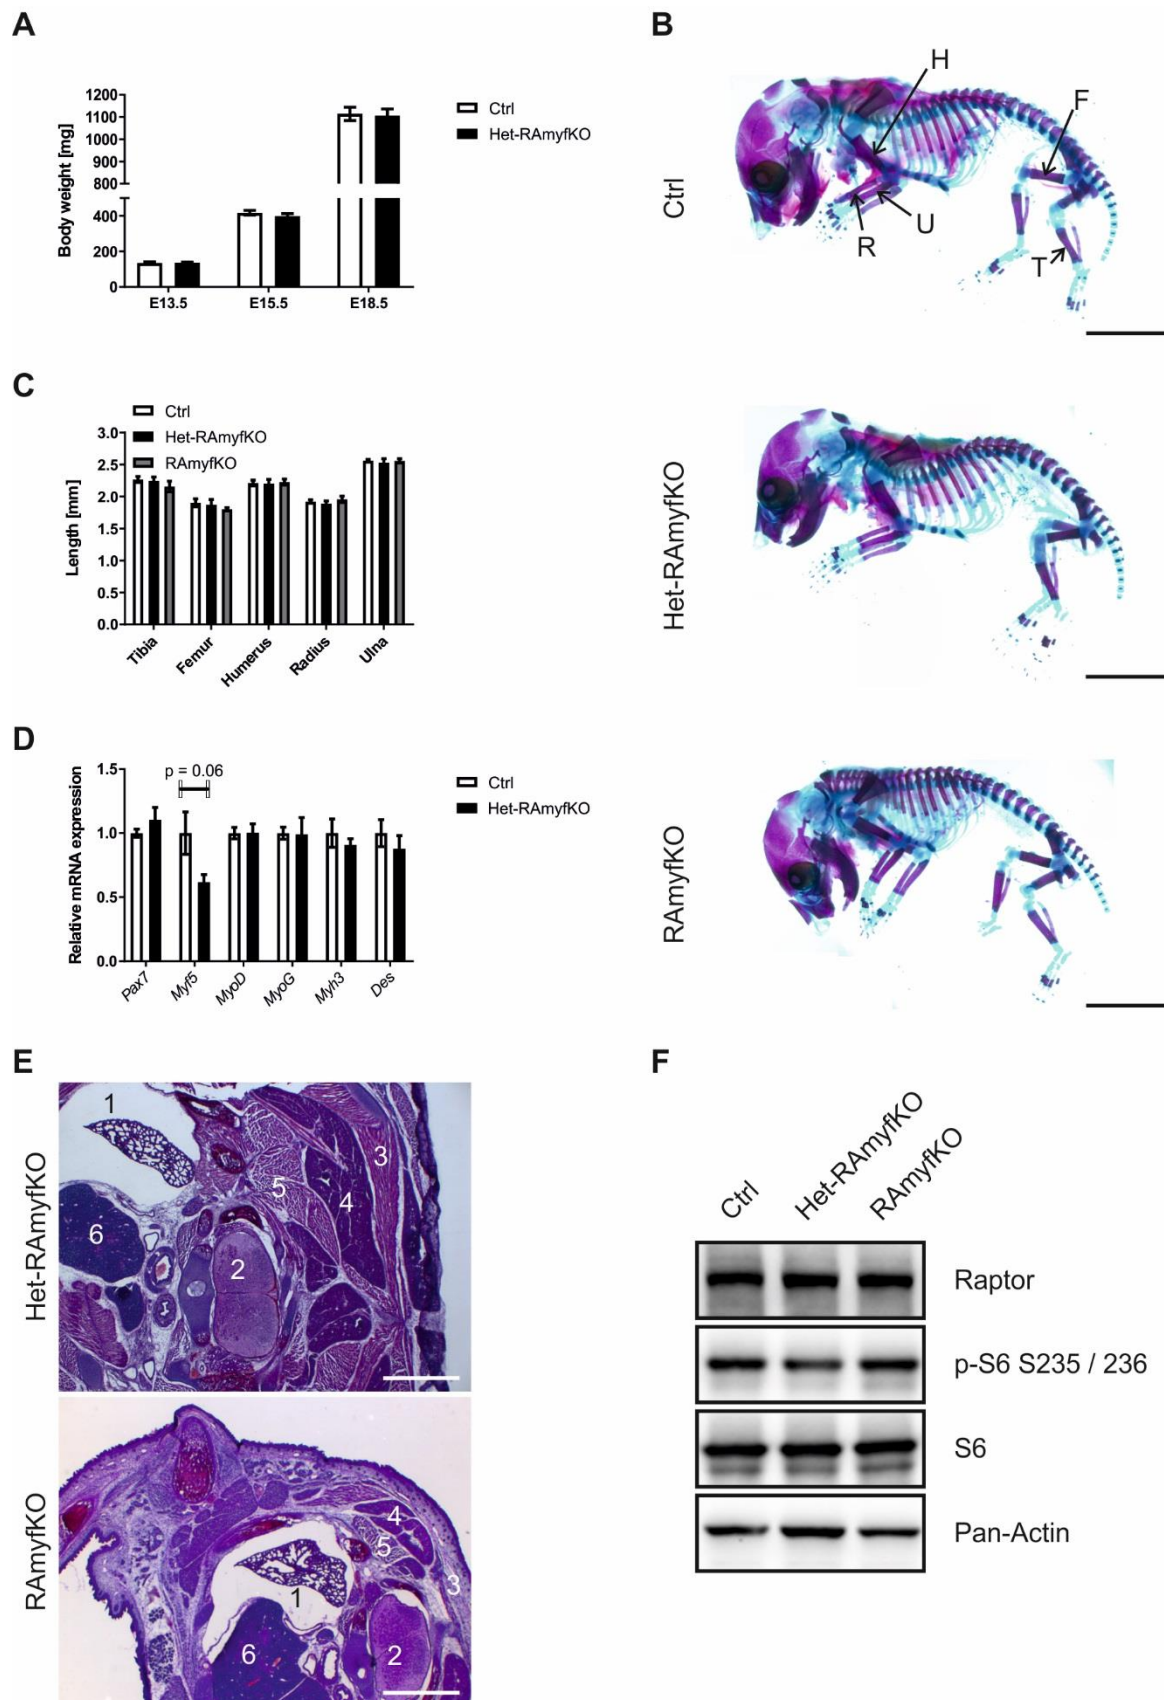 A
Body weight [mg]
1200
1100
1000
800
600
400
200
0
E13.5
E15.5
E18.5
Ctrl
Het-RAmyfKO
B
Ctrl
H
F
R
U
T
Het-RAmyfKO
RAmyfKO
C
Ctrl
Het-RAmyfKO
RAmyfKO
Length [mm]
3.0
2.5
2.0
1.5
1.0
0.5
0.0
Tibia
Femur
Humerus
Radius
Ulna
D
Relative mRNA expression
1.5
1.0
0.5
0.0
p = 0.06
Pax7
Myf5
MyoD
MyoG
Myh3
Des
Ctrl
Het-RAmyfKO
E
Het-RAmyfKO
1
3
5
4
6
2
RAmyfKO
4
5
3
1
6
2
F
Ctrl
Het-RAmyfKO
RAmyfKO
Raptor
p-S6 S235 / 236
S6
Pan-Actin